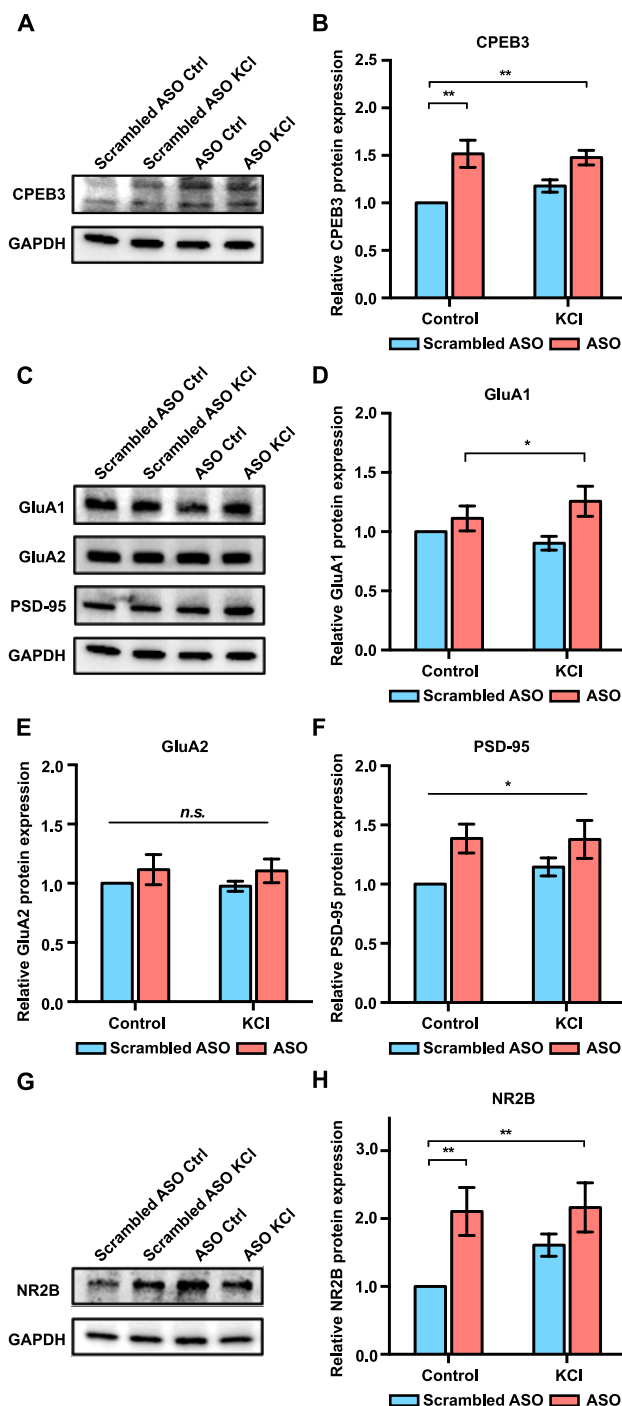 A
Scrambled ASO Ctrl
Scrambled ASO KCl
ASO Ctrl
ASO KCl
CPEB3
GAPDH
B
CPEB3
Relative CPEB3 protein expression
2.0
1.5
1.0
0.5
0.0
**
**
Control KCl
Scrambled ASO ASO
C
Scrambled ASO Ctrl
Scrambled ASO KCl
ASO Ctrl
ASO KCl
GluA1
GluA2
PSD-95
GAPDH
D
GluA1
Relative GluA1 protein expression
2.0
1.5
1.0
0.5
0.0
*
Control KCl
Scrambled ASO ASO
E
GluA2
Relative GluA2 protein expression
2.0
1.5
1.0
0.5
0.0
n.s.
Control KCl
Scrambled ASO ASO
F
PSD-95
Relative PSD-95 protein expression
2.0
1.5
1.0
0.5
0.0
*
Control KCl
Scrambled ASO ASO
G
Scrambled ASO Ctrl
Scrambled ASO KCl
ASO Ctrl
ASO KCl
NR2B
GAPDH
H
NR2B
Relative NR2B protein expression
3.0
2.0
1.0
0.0
**
**
Control KCl
Scrambled ASO ASO